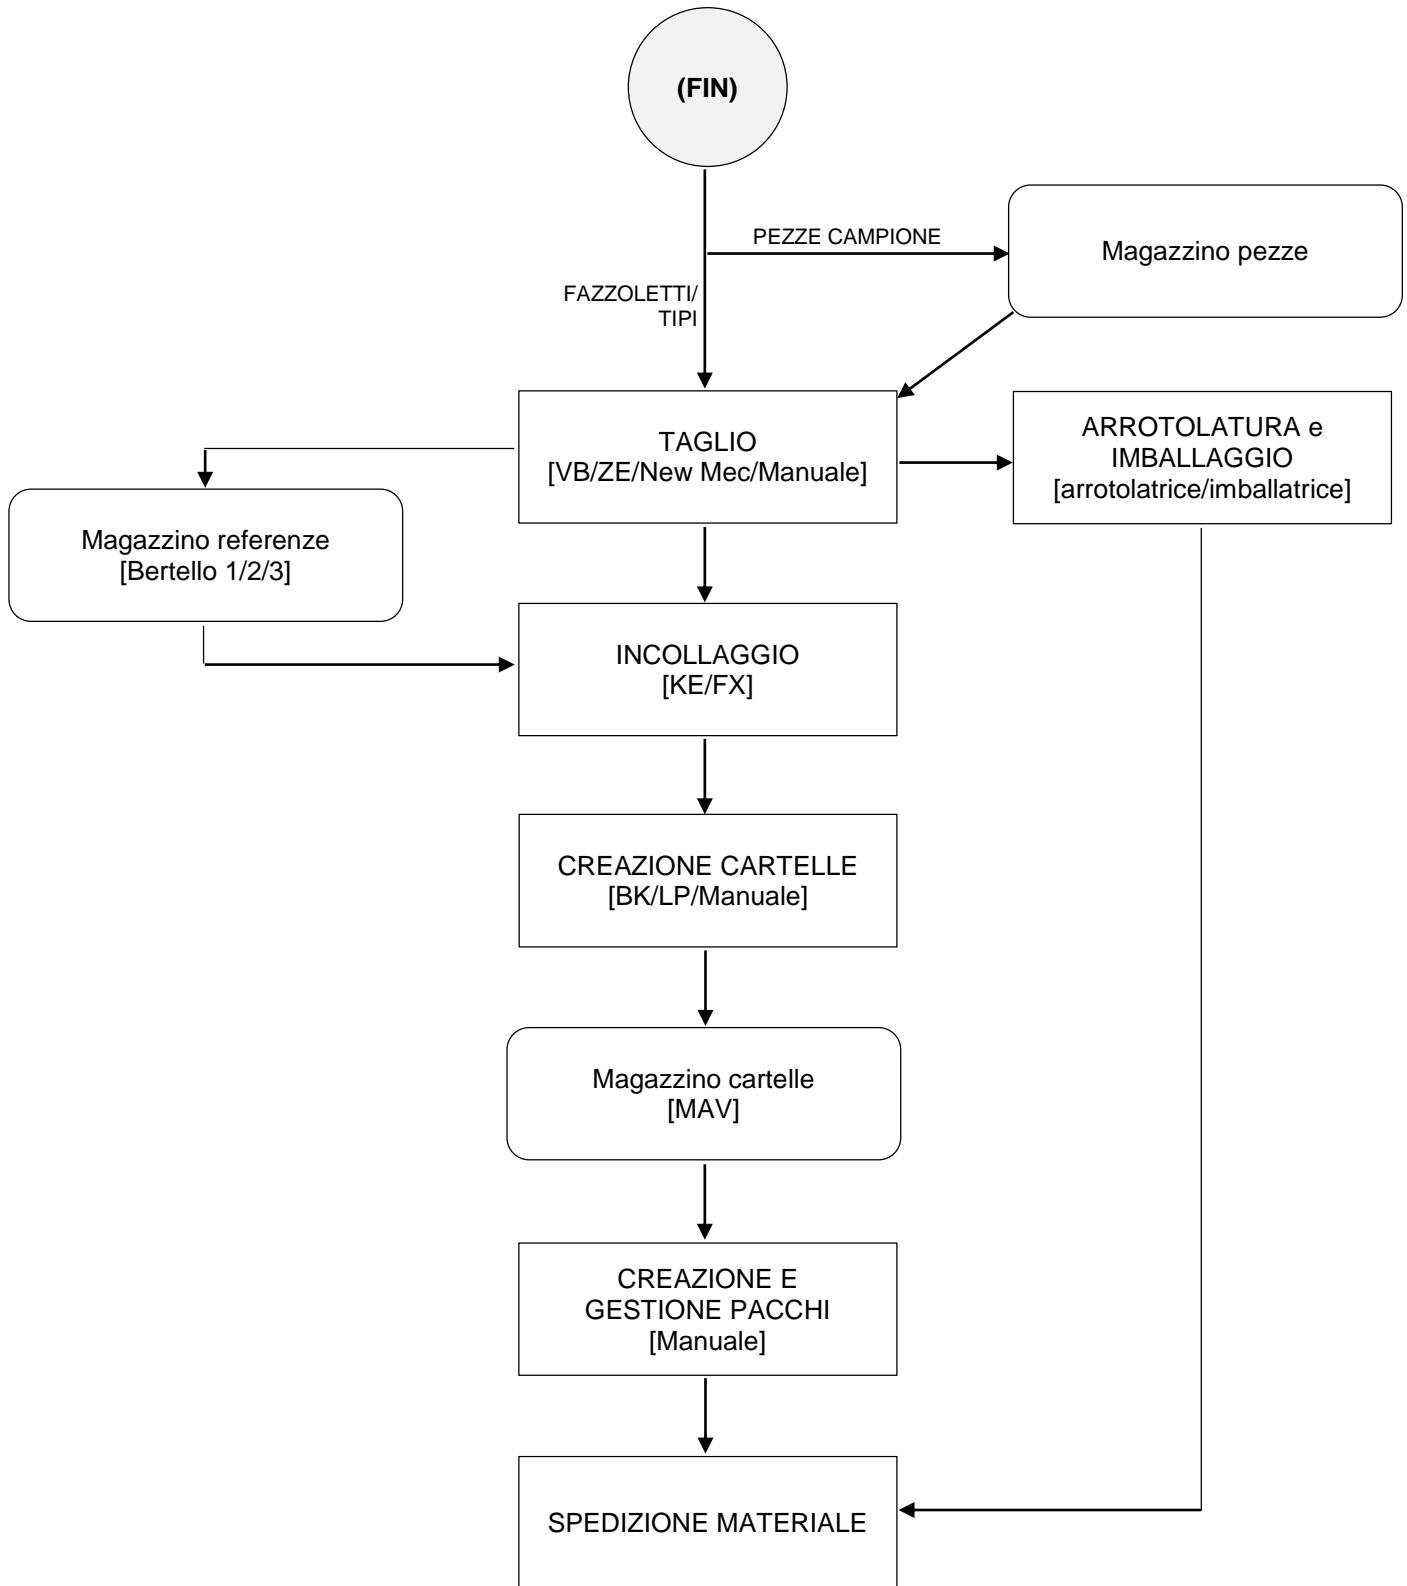 (FIN)
PEZZE CAMPIONE
Magazzino pezze
FAZZOLETTI/
TIPI
TAGLIO
[VB/ZE/New Mec/Manuale]
ARROTOLATURA e
IMBALLAGGIO
[arrotolatrice/imballatrice]
Magazzino referenze
[Bertello 1/2/3]
INCOLLAGGIO
[KE/FX]
CREAZIONE CARTELLE
[BK/LP/Manuale]
Magazzino cartelle
[MAV]
CREAZIONE E
GESTIONE PACCHI
[Manuale]
SPEDIZIONE MATERIALE